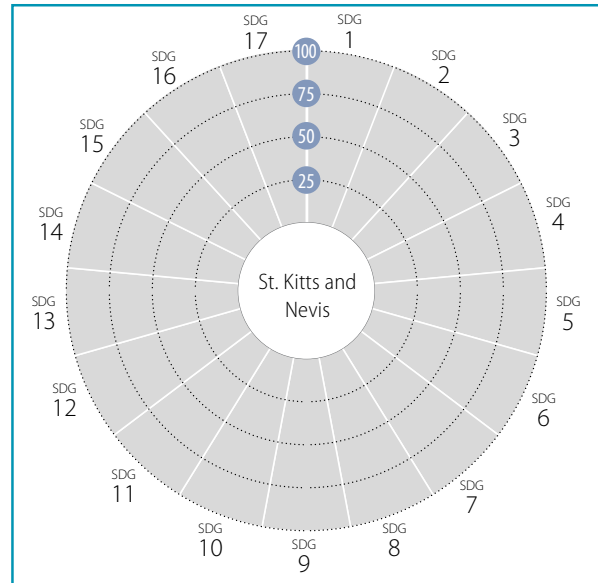 SDG
1
SDG
2
SDG
3
SDG
4
SDG
5
SDG
6
SDG
7
SDG
8
SDG
9
SDG
10
SDG
11
SDG
12
SDG
13
SDG
14
SDG
15
SDG
16
SDG
17
100
75
50
25
St. Kitts and
Nevis